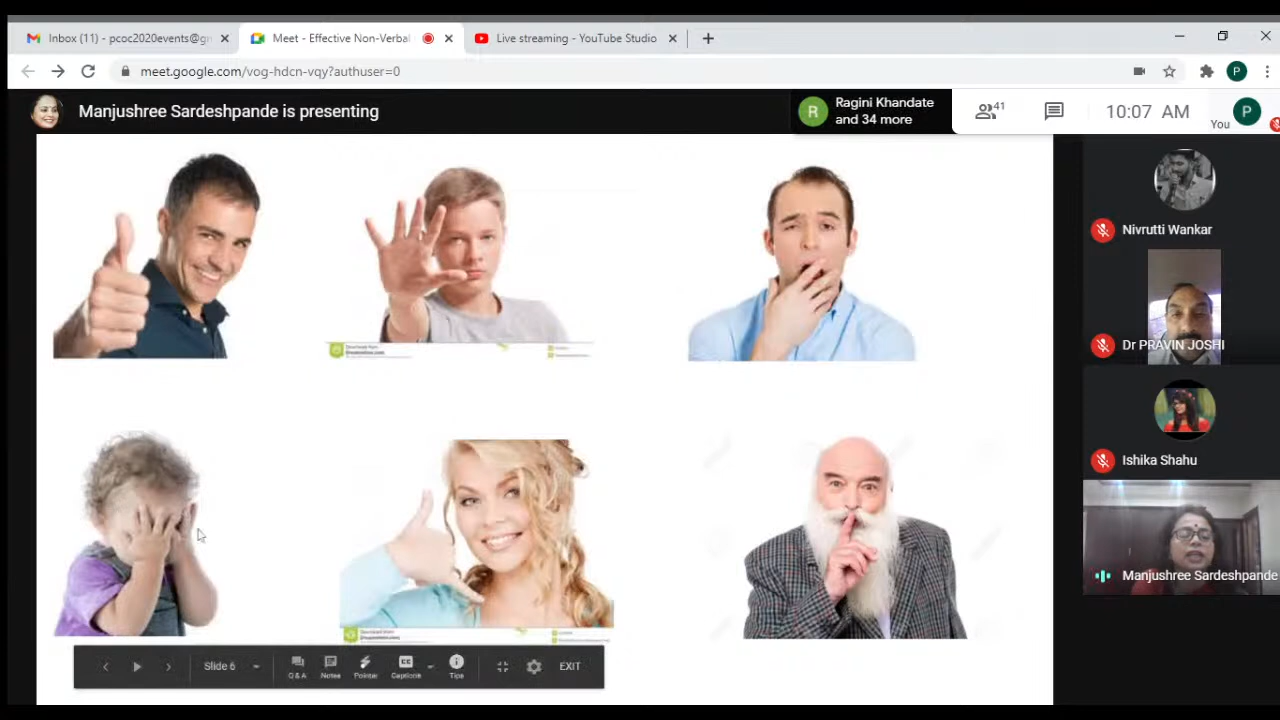 Inbox (11) - pcoc2020events@gm
Meet - Effective Non-Verbal
Live streaming - YouTube Studio
meet.google.com/vog-hdcn-vqy?authuser=0
P
Manjushree Sardeshpande is presenting
R
Ragini Khandate
and 34 more
41
10:07 AM
You
P
Nivrutti Wankar
Dr PRAVIN JOSHI
Ishika Shahu
Manjushree Sardeshpande
Slide 6
Q&A
Notes
Pointer
CC
Captions
Tips
EXIT